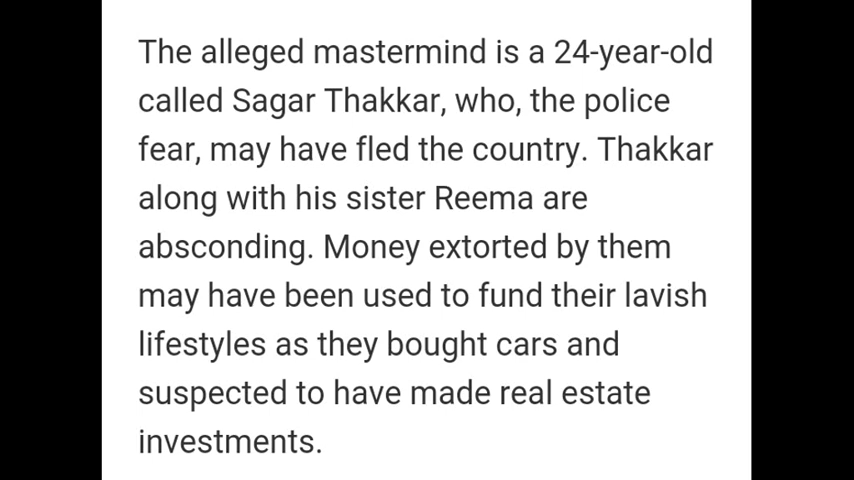 The alleged mastermind is a 24-year-old
called Sagar Thakkar, who, the police
fear, may have fled the country. Thakkar
along with his sister Reema are
absconding. Money extorted by them
may have been used to fund their lavish
lifestyles as they bought cars and
suspected to have made real estate
investments.